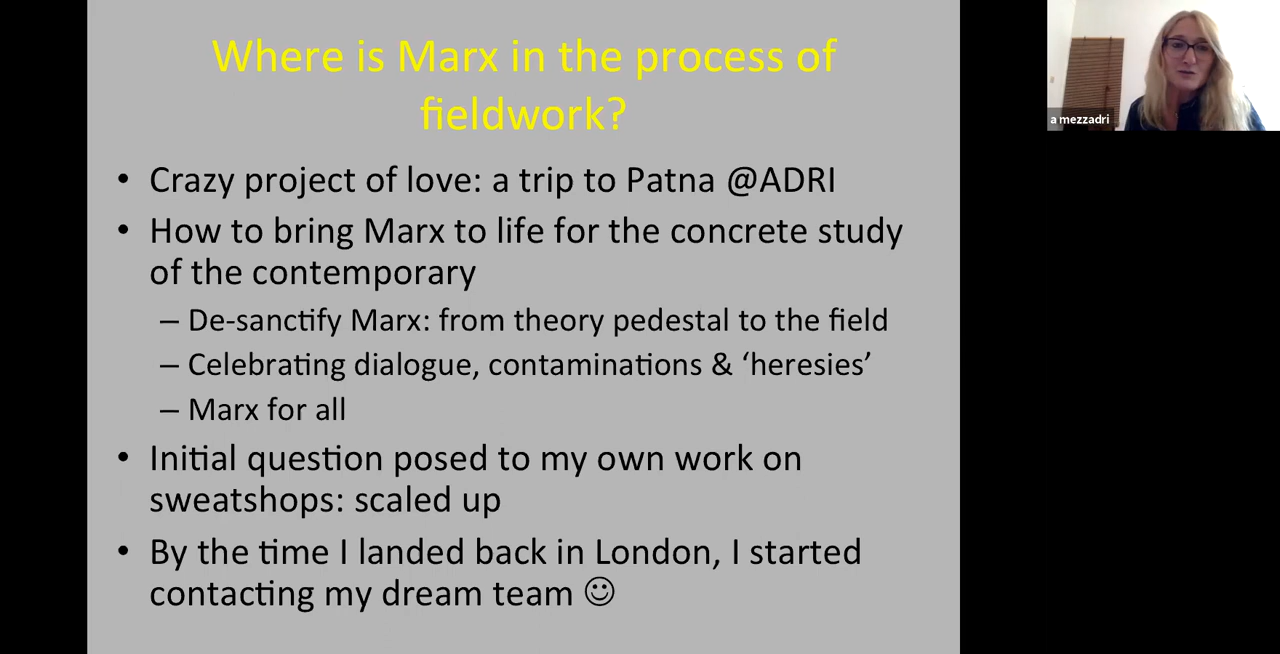 Where is Marx in the process of
fieldwork?
• Crazy project of love: a trip to Patna @ADRI
• How to bring Marx to life for the concrete study
of the contemporary
– De-sanctify Marx: from theory pedestal to the field
– Celebrating dialogue, contaminations & ‘heresies’
– Marx for all
• Initial question posed to my own work on
sweatshops: scaled up
• By the time I landed back in London, I started
contacting my dream team ☺
a mezzadri